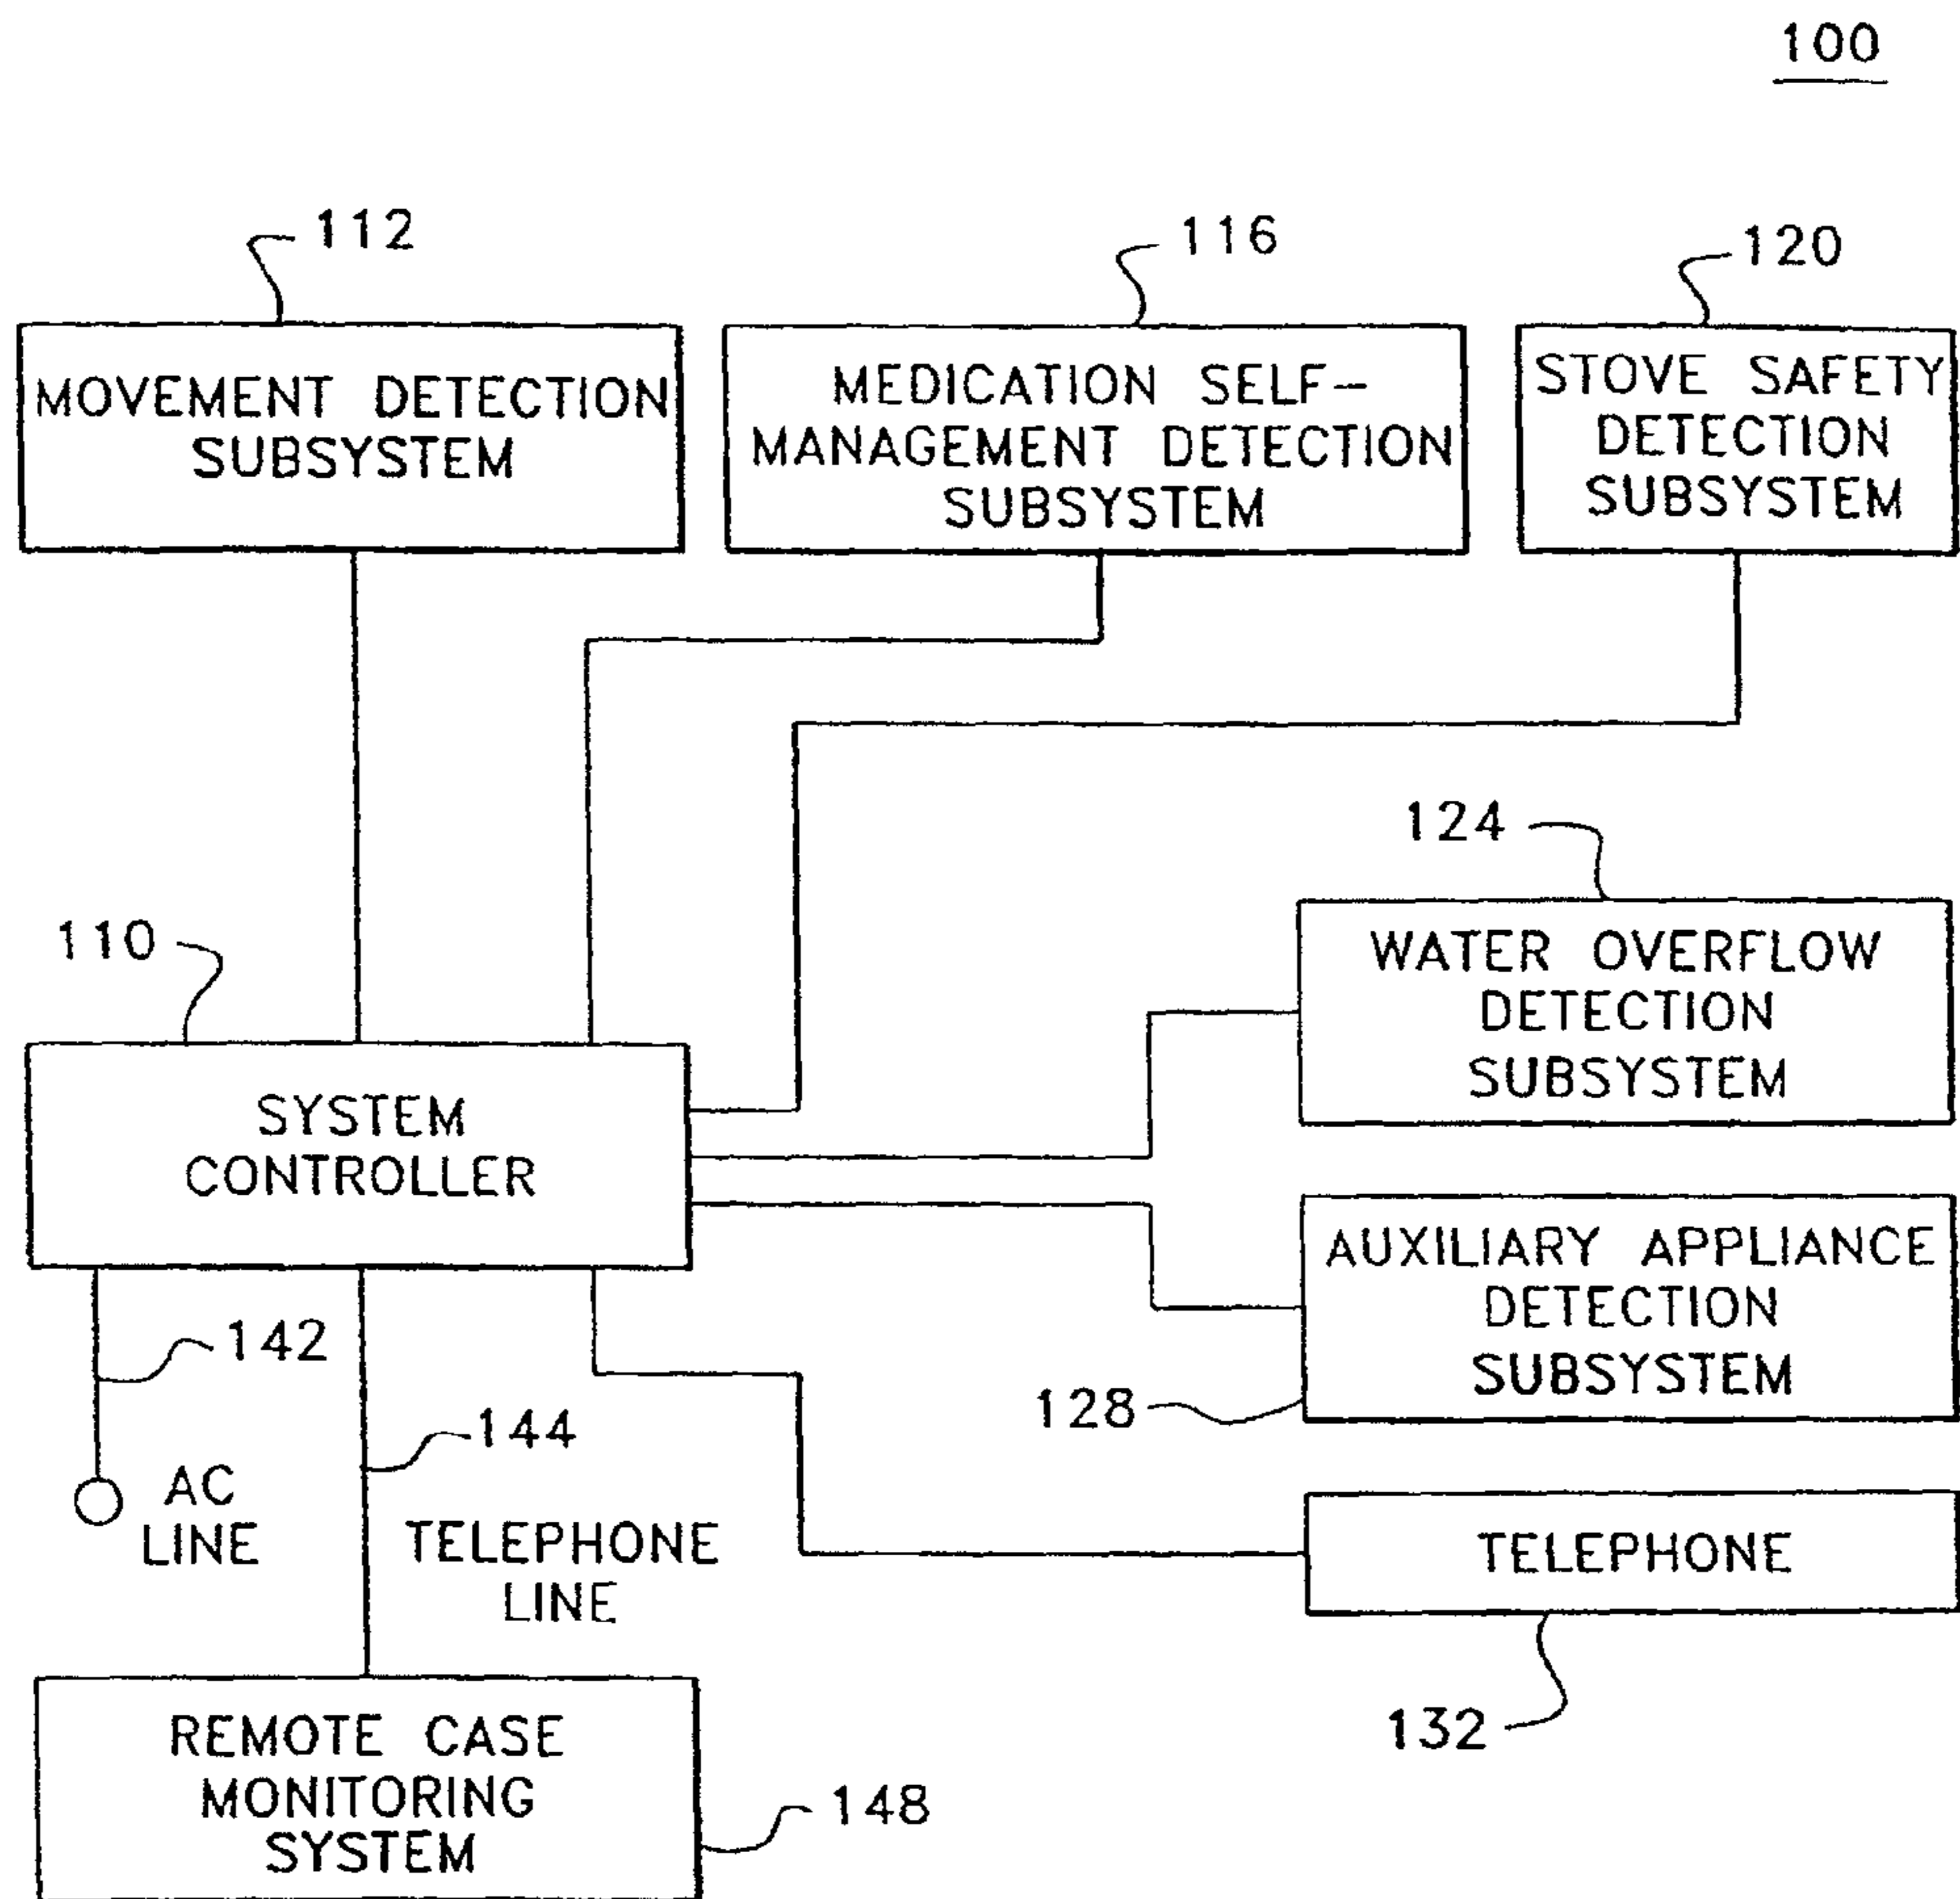 100
112
116
120
MOVEMENT DETECTION
SUBSYSTEM
MEDICATION SELF-
MANAGEMENT DETECTION
SUBSYSTEM
STOVE SAFETY
DETECTION
SUBSYSTEM
124
110
WATER OVERFLOW
DETECTION
SUBSYSTEM
SYSTEM
CONTROLLER
AUXILIARY APPLIANCE
DETECTION
SUBSYSTEM
142
128
144
AC
LINE
TELEPHONE
LINE
TELEPHONE
132
REMOTE CASE
MONITORING
SYSTEM
148